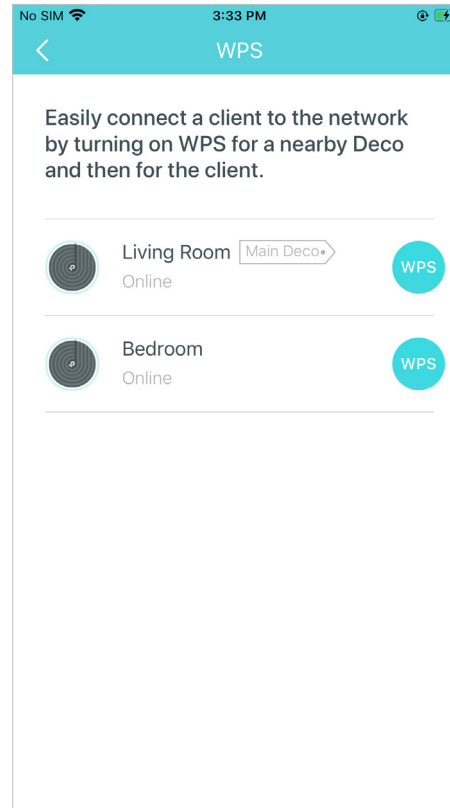 No SIM 3:33 PM
WPS
Easily connect a client to the network
by turning on WPS for a nearby Deco
and then for the client.
Living Room Main Deco
Online
WPS
Bedroom
Online
WPS